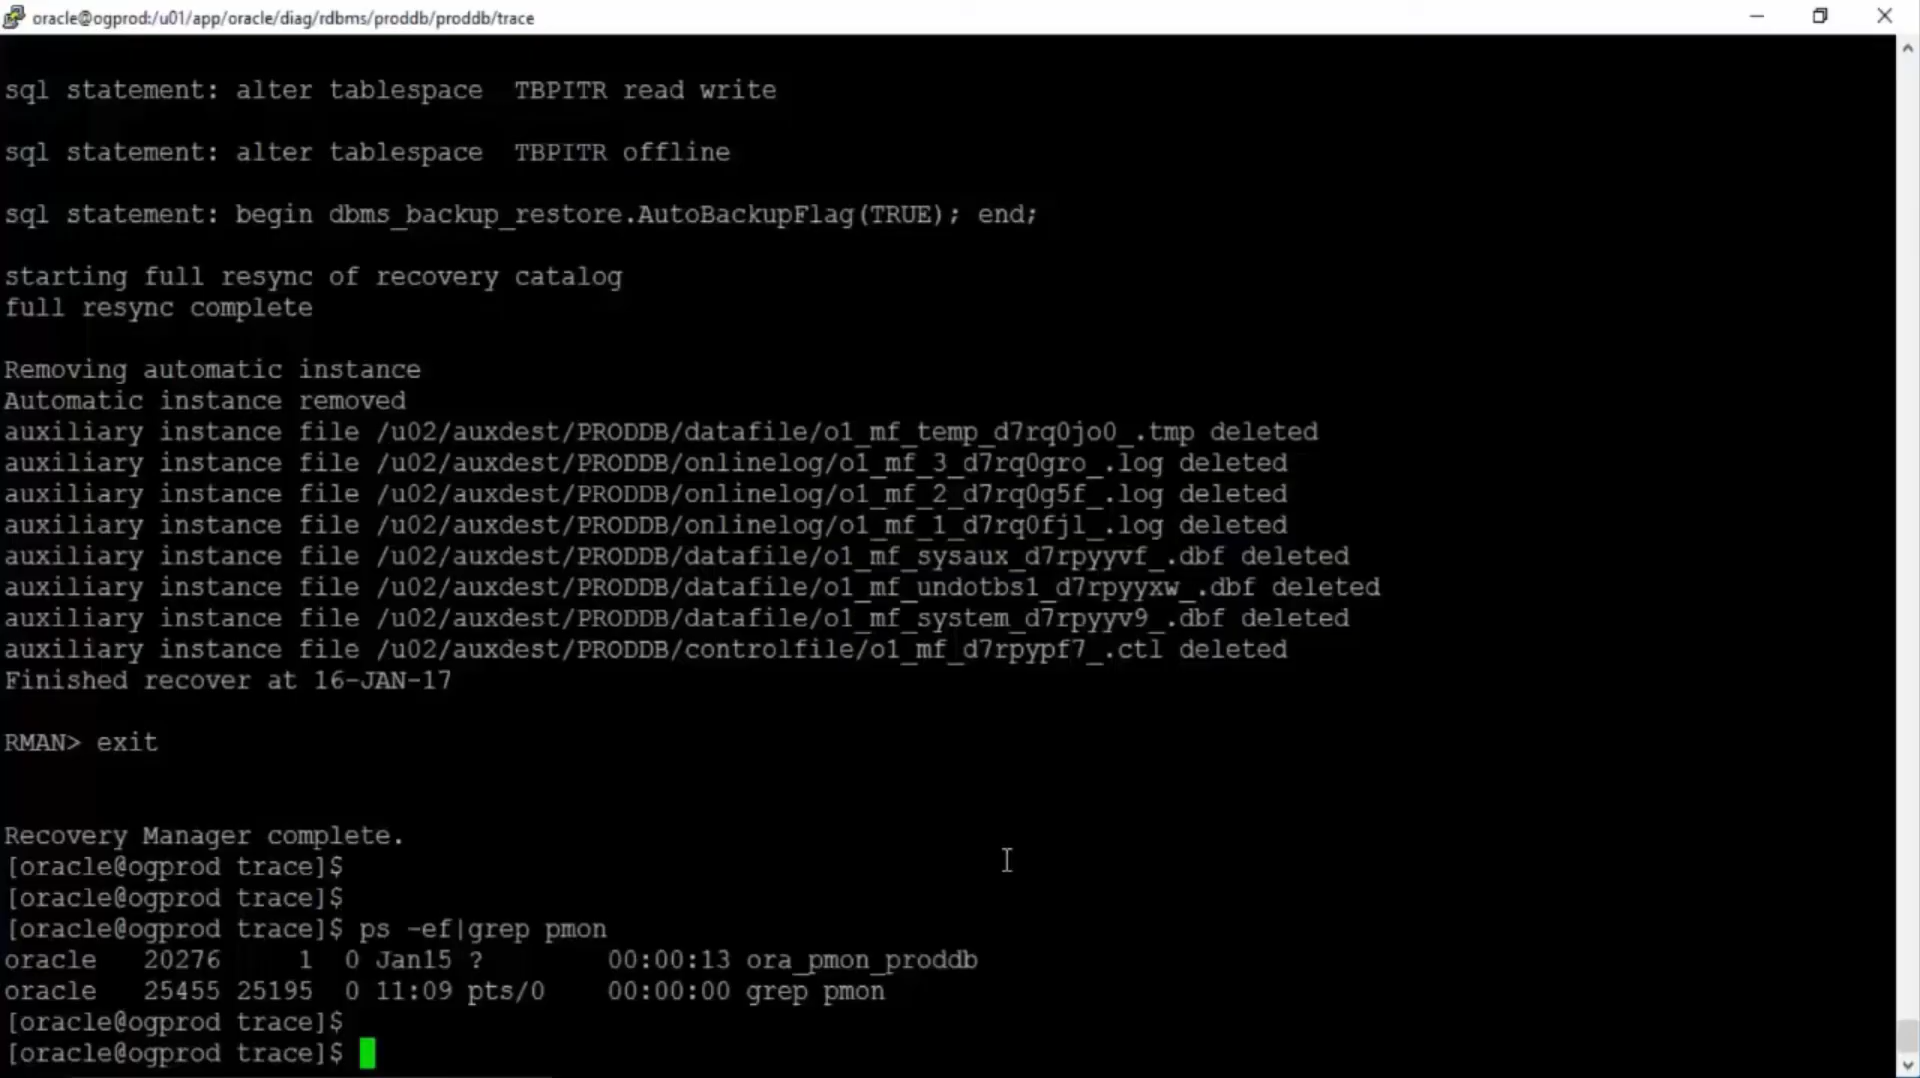 oracle@ogprod:/u01/app/oracle/diag/rdbms/proddb/proddb/trace
sql statement: alter tablespace  TBPITR read write
sql statement: alter tablespace  TBPITR offline
sql statement: begin dbms_backup_restore.AutoBackupFlag(TRUE); end;
starting full resync of recovery catalog
full resync complete
Removing automatic instance
Automatic instance removed
auxiliary instance file /u02/auxdest/PRODDB/datafile/o1_mf_temp_d7rq0jo0_.tmp deleted
auxiliary instance file /u02/auxdest/PRODDB/onlinelog/o1_mf_3_d7rq0gro_.log deleted
auxiliary instance file /u02/auxdest/PRODDB/onlinelog/o1_mf_2_d7rq0g5f_.log deleted
auxiliary instance file /u02/auxdest/PRODDB/onlinelog/o1_mf_1_d7rq0fjl_.log deleted
auxiliary instance file /u02/auxdest/PRODDB/datafile/o1_mf_sysaux_d7rpyyvf_.dbf deleted
auxiliary instance file /u02/auxdest/PRODDB/datafile/o1_mf_undotbs1_d7rpyyxw_.dbf deleted
auxiliary instance file /u02/auxdest/PRODDB/datafile/o1_mf_system_d7rpyyv9_.dbf deleted
auxiliary instance file /u02/auxdest/PRODDB/controlfile/o1_mf_d7rpypf7_.ctl deleted
Finished recover at 16-JAN-17
RMAN> exit
Recovery Manager complete.
[oracle@ogprod trace]$
[oracle@ogprod trace]$
[oracle@ogprod trace]$ ps -ef|grep pmon
oracle   20276     1  0 Jan15 ?        00:00:13 ora_pmon_proddb
oracle   25455 25195  0 11:09 pts/0    00:00:00 grep pmon
[oracle@ogprod trace]$
[oracle@ogprod trace]$